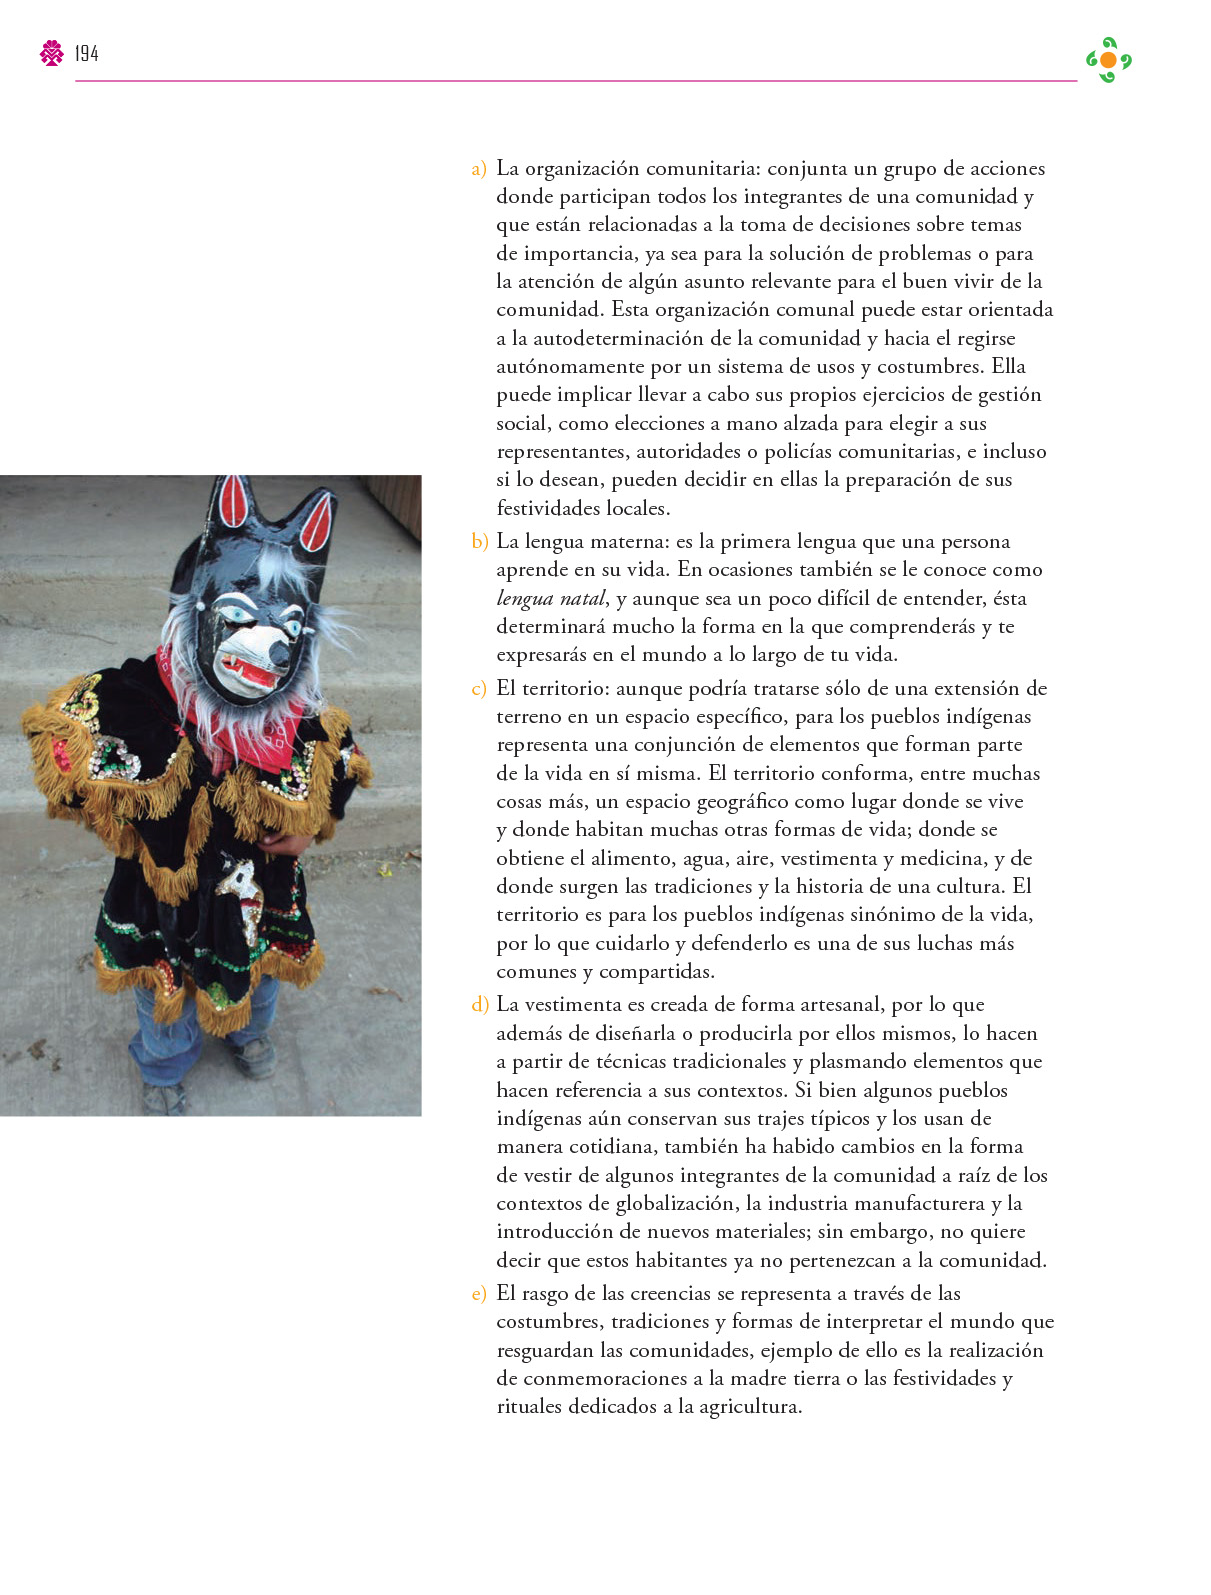 194
a) La organización comunitaria: conjunta un grupo de acciones
donde participan todos los integrantes de una comunidad y
que están relacionadas a la toma de decisiones sobre temas
de importancia, ya sea para la solución de problemas o para
la atención de algún asunto relevante para el buen vivir de la
comunidad. Esta organización comunal puede estar orientada
a la autodeterminación de la comunidad y hacia el regirse
autónomamente por un sistema de usos y costumbres. Ella
puede implicar llevar a cabo sus propios ejercicios de gestión
social, como elecciones a mano alzada para elegir a sus
representantes, autoridades o policías comunitarias, e incluso
si lo desean, pueden decidir en ellas la preparación de sus
festividades locales.
b) La lengua materna: es la primera lengua que una persona
aprende en su vida. En ocasiones también se le conoce como
lengua natal, y aunque sea un poco difícil de entender, ésta
determinará mucho la forma en la que comprenderás y te
expresarás en el mundo a lo largo de tu vida.
c) El territorio: aunque podría tratarse sólo de una extensión de
terreno en un espacio específico, para los pueblos indígenas
representa una conjunción de elementos que forman parte
de la vida en sí misma. El territorio conforma, entre muchas
cosas más, un espacio geográfico como lugar donde se vive
y donde habitan muchas otras formas de vida; donde se
obtiene el alimento, agua, aire, vestimenta y medicina, y de
donde surgen las tradiciones y la historia de una cultura. El
territorio es para los pueblos indígenas sinónimo de la vida,
por lo que cuidarlo y defenderlo es una de sus luchas más
comunes y compartidas.
d) La vestimenta es creada de forma artesanal, por lo que
además de diseñarla o producirla por ellos mismos, lo hacen
a partir de técnicas tradicionales y plasmando elementos que
hacen referencia a sus contextos. Si bien algunos pueblos
indígenas aún conservan sus trajes típicos y los usan de
manera cotidiana, también ha habido cambios en la forma
de vestir de algunos integrantes de la comunidad a raíz de los
contextos de globalización, la industria manufacturera y la
introducción de nuevos materiales; sin embargo, no quiere
decir que estos habitantes ya no pertenezcan a la comunidad.
e) El rasgo de las creencias se representa a través de las
costumbres, tradiciones y formas de interpretar el mundo que
resguardan las comunidades, ejemplo de ello es la realización
de conmemoraciones a la madre tierra o las festividades y
rituales dedicados a la agricultura.